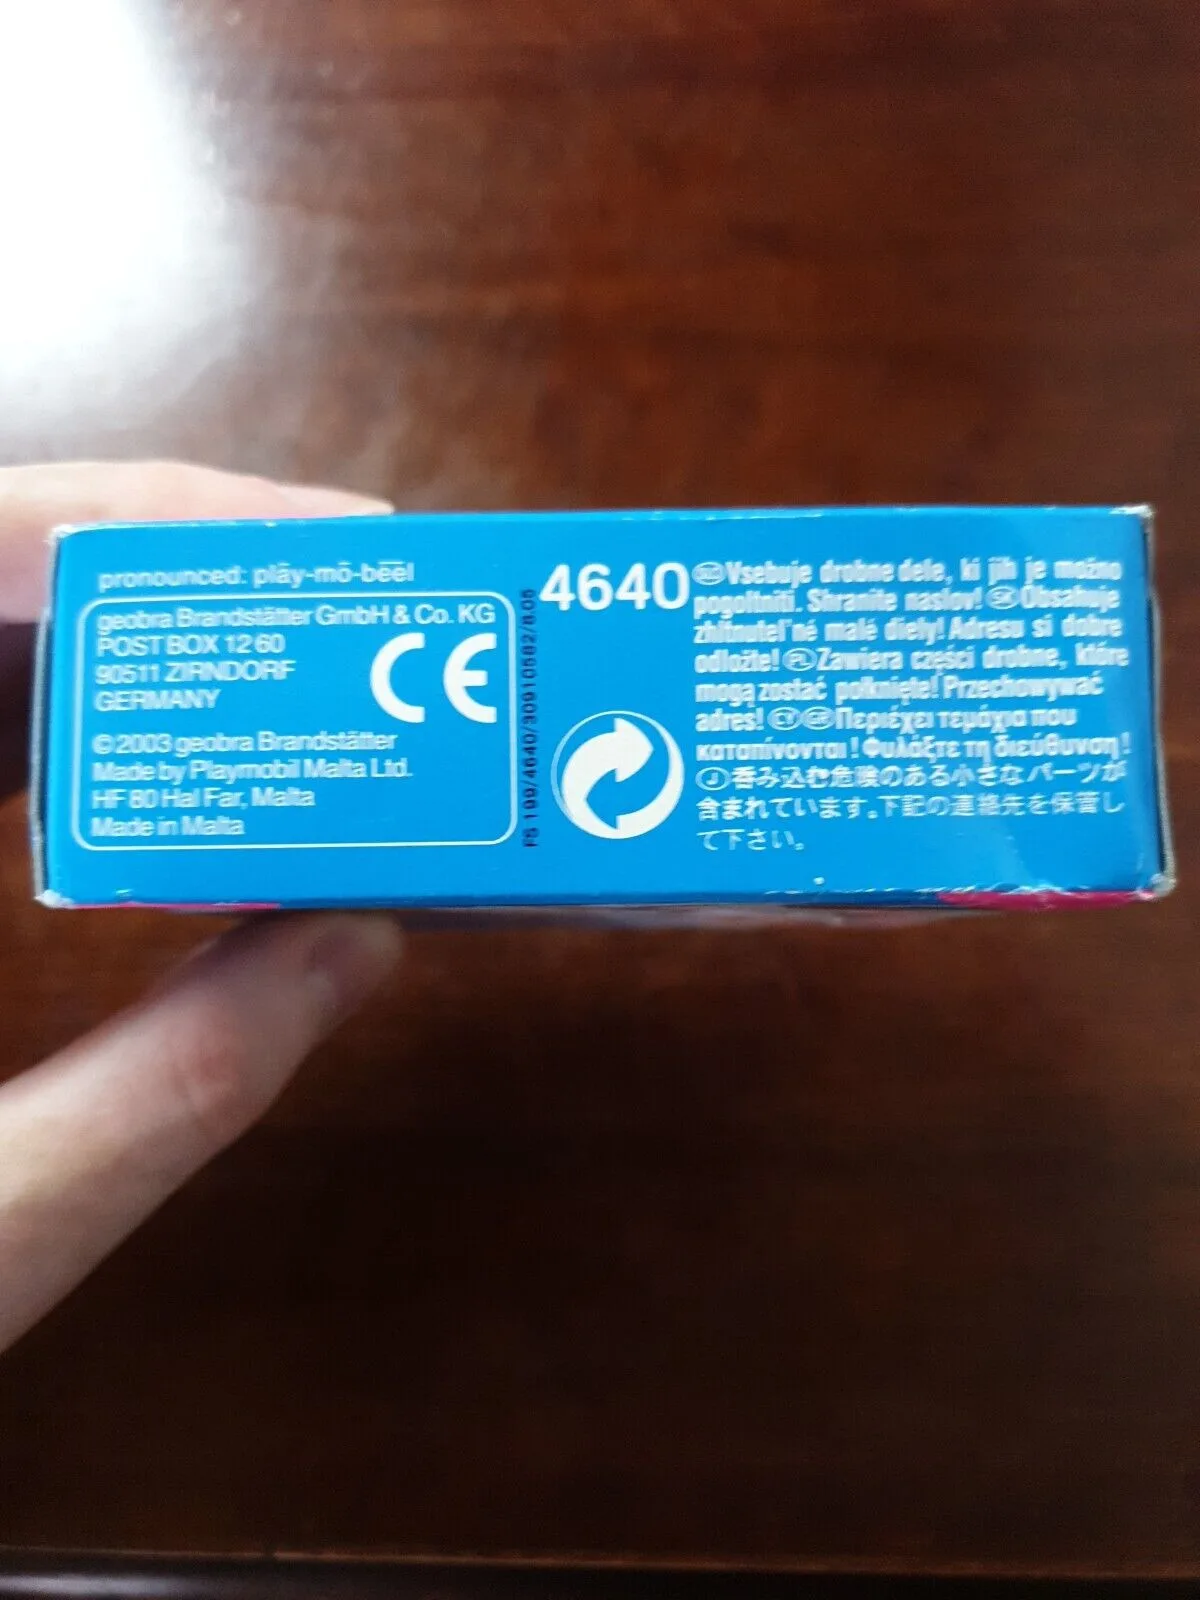 pronounced: plāy-mō-bēēl
geobra Brandstätter GmbH & Co. KG
POST BOX 12 60
90511 ZIRNDORF
GERMANY
CE
© 2003 geobra Brandstätter
Made by Playmobil Malta Ltd.
HF 80 Hal Far, Malta
Made in Malta
4640
Vsebuje drobne dele, ki jih je možno
pogoltniti. Shranite naslov! SK Obsahuje
zhltnuteľné malé diely! Adresu si dobre
odložte! PL Zawiera części drobne, które
mogą zostać połknięte! Przechowywać
adres! CY GR Περιέχει τεμάχια που
καταπίνονται! Φυλάξτε τη διεύθυνση!
J 呑み込む危険のある小さなパーツが
含まれています。下記の連絡先を保管し
て下さい。